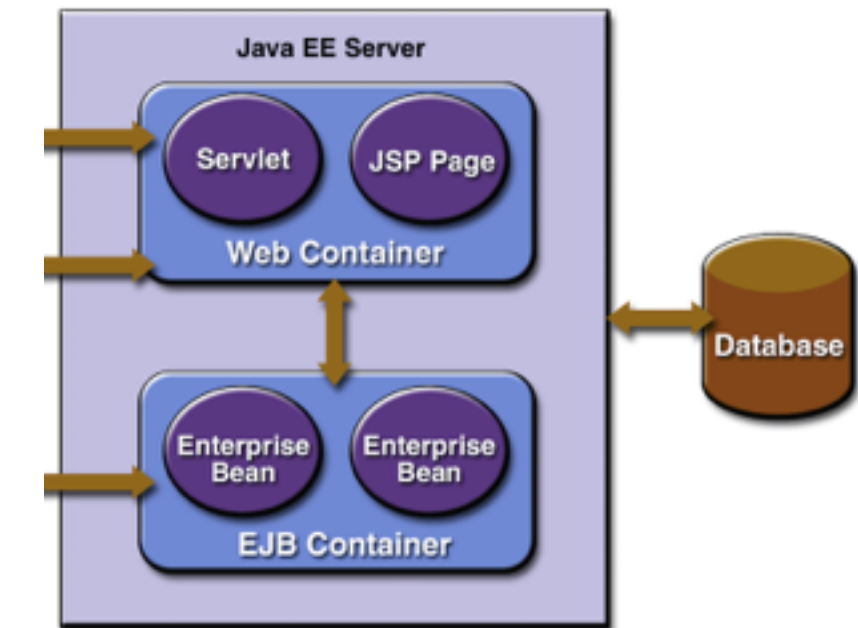 Java EE Server
Servlet
JSP Page
Web Container
Database
Enterprise
Bean
Enterprise
Bean
EJB Container